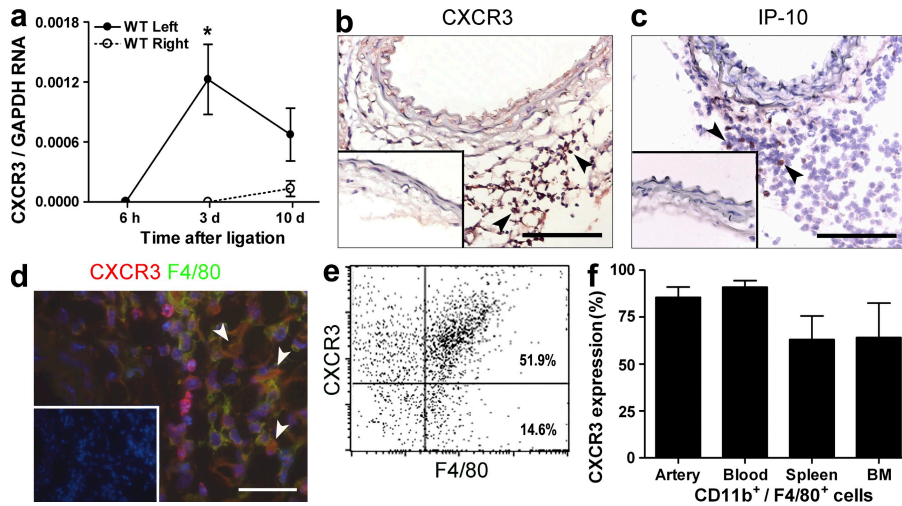 a
0.0018
0.0012
0.0006
0.0000
CXCR3 / GAPDH RNA
WT Left
WT Right
*
6 h 3 d 10 d
Time after ligation
b CXCR3
c IP-10
d CXCR3 F4/80
e
CXCR3
51.9%
14.6%
F4/80
f
100
75
50
25
0
CXCR3 expression (%)
Artery Blood Spleen BM
CD11b⁺ / F4/80⁺ cells